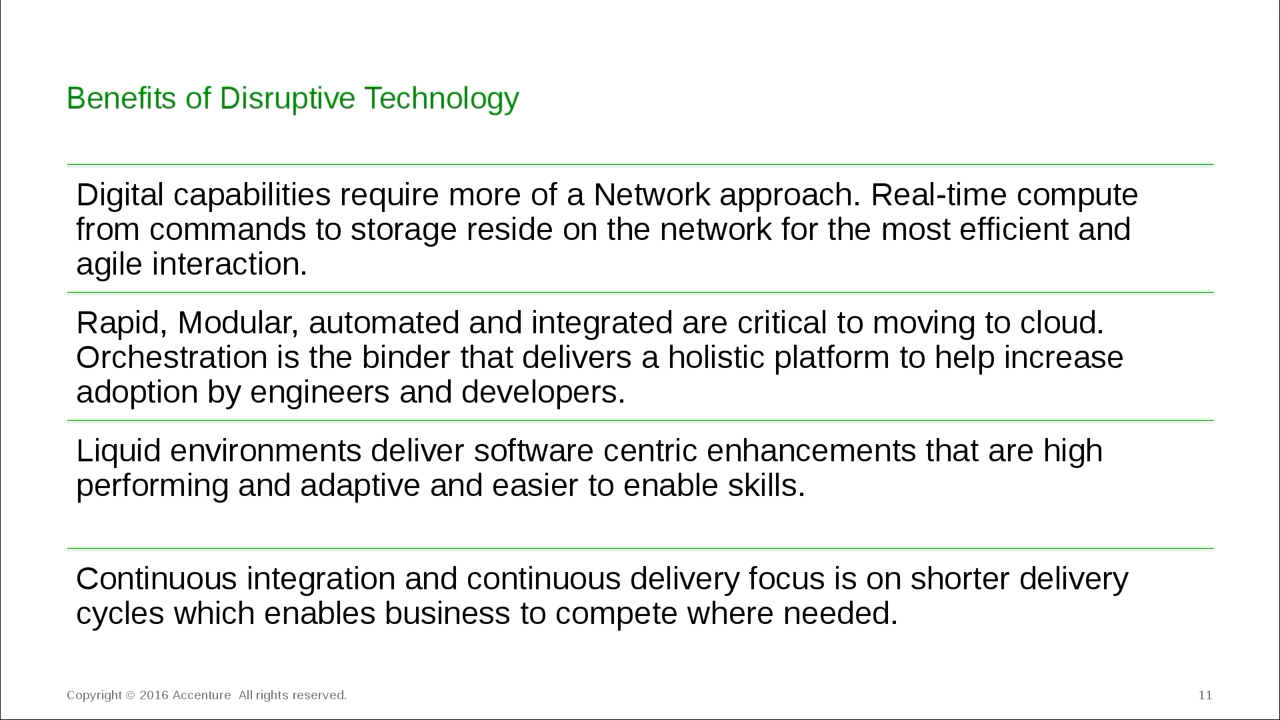 Benefits of Disruptive Technology
Digital capabilities require more of a Network approach. Real-time compute
from commands to storage reside on the network for the most efficient and
agile interaction.
Rapid, Modular, automated and integrated are critical to moving to cloud.
Orchestration is the binder that delivers a holistic platform to help increase
adoption by engineers and developers.
Liquid environments deliver software centric enhancements that are high
performing and adaptive and easier to enable skills.
Continuous integration and continuous delivery focus is on shorter delivery
cycles which enables business to compete where needed.
Copyright © 2016 Accenture  All rights reserved.
11